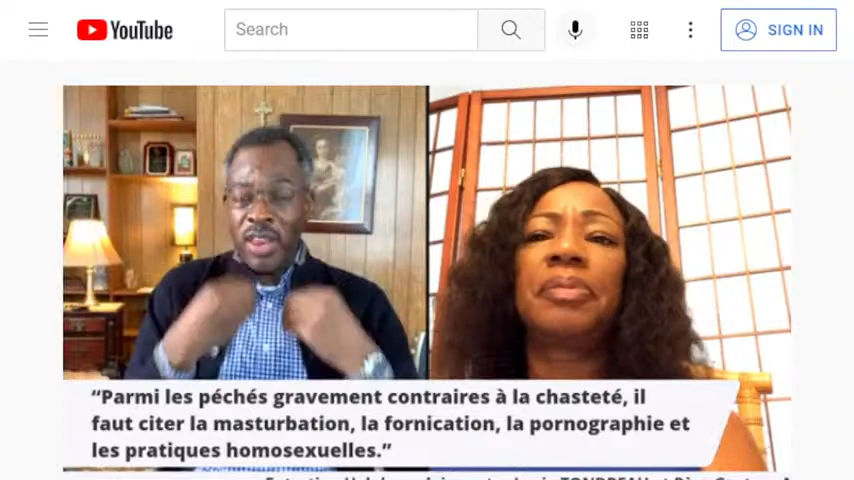 YouTube
Search
SIGN IN
“Parmi les péchés gravement contraires à la chasteté, il
faut citer la masturbation, la fornication, la pornographie et
les pratiques homosexuelles.”